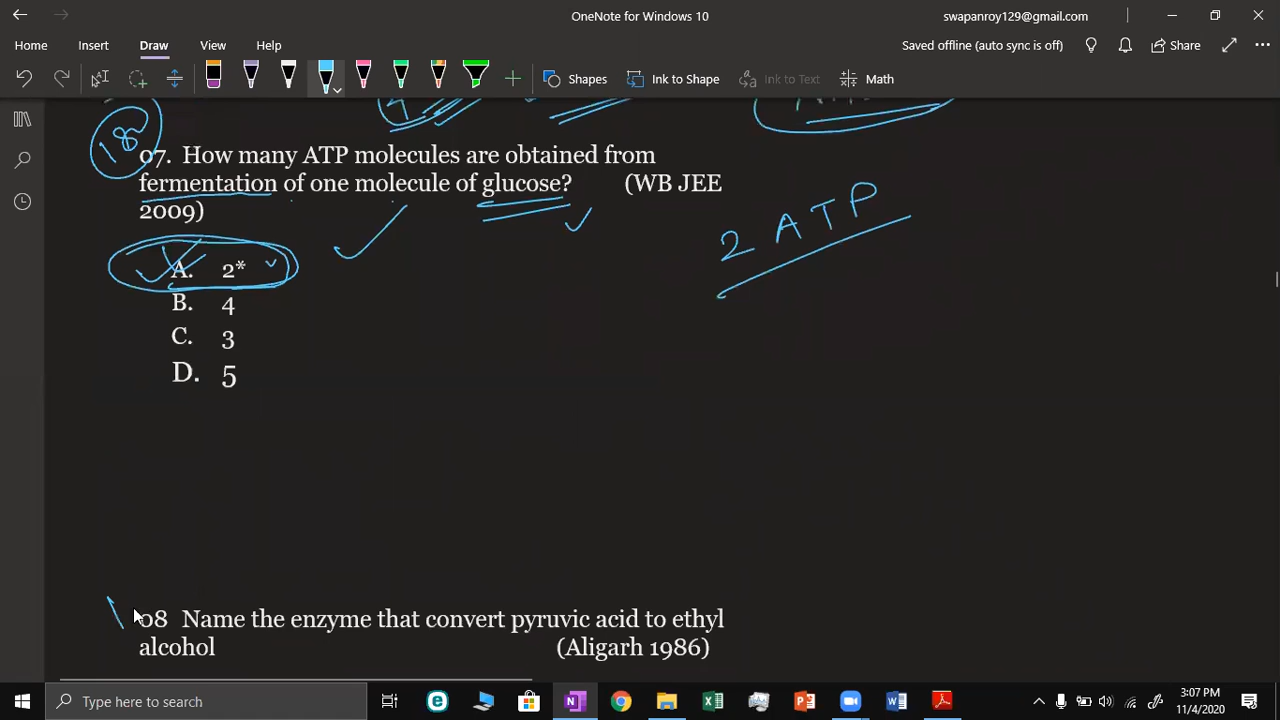 OneNote for Windows 10
swapanroy129@gmail.com
Home Insert Draw View Help
Saved offline (auto sync is off)
Share
Shapes
Ink to Shape
Ink to Text
Math
18
07. How many ATP molecules are obtained from
fermentation of one molecule of glucose? (WB JEE
2009)
2 ATP
A. 2*
B. 4
C. 3
D. 5
08 Name the enzyme that convert pyruvic acid to ethyl
alcohol (Aligarh 1986)
Type here to search
3:07 PM
11/4/2020